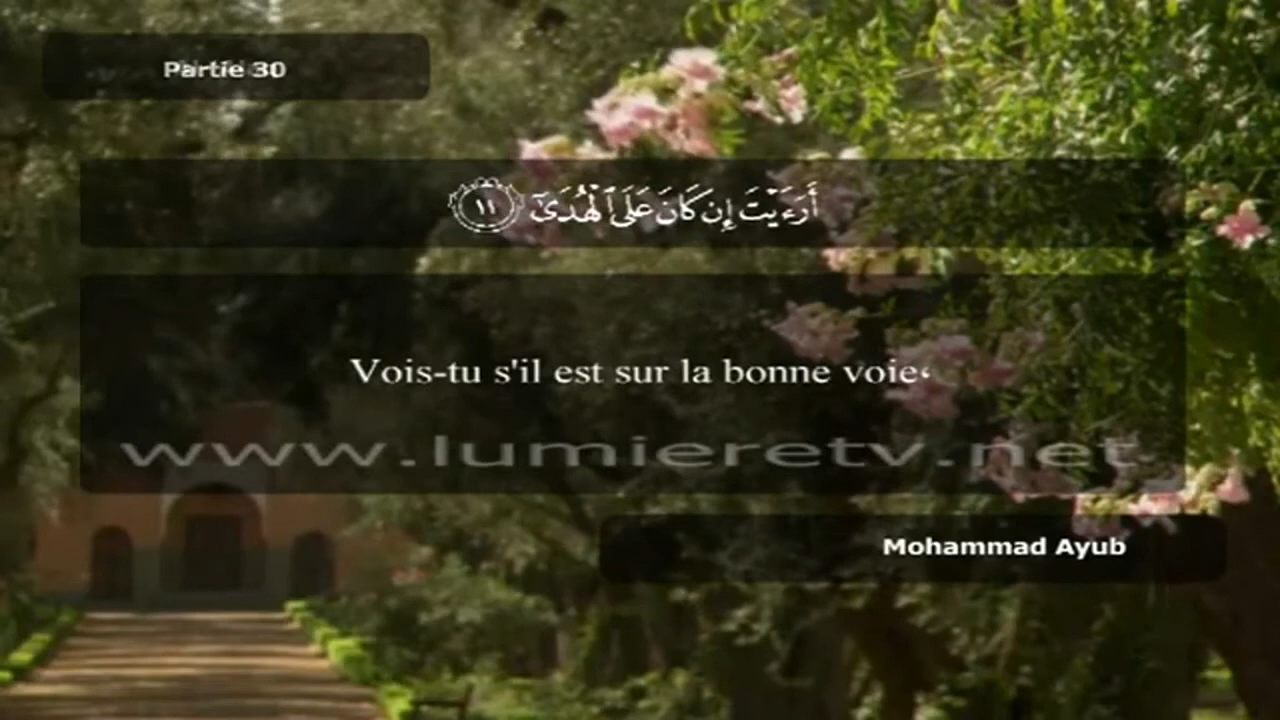 Partie 30
أَرَءَيْتَ إِن كَانَ عَلَى ٱلْهُدَىٰٓ ١١
Vois-tu s'il est sur la bonne voie،
www.lumieretv.net
Mohammad Ayub